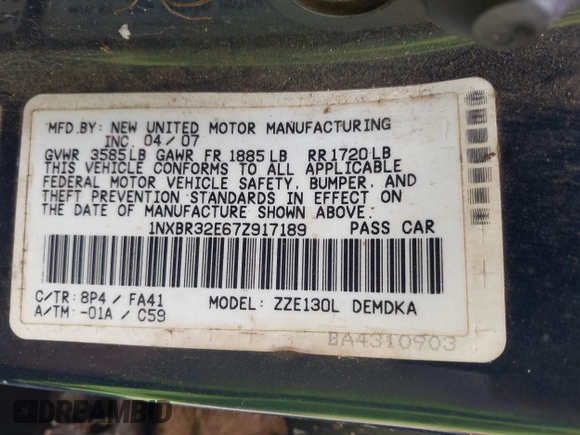 MFD.BY: NEW UNITED MOTOR MANUFACTURING
INC. 04/07
GVWR 3585LB GAWR FR 1885LB RR1720LB
THIS VEHICLE CONFORMS TO ALL APPLICABLE
FEDERAL MOTOR VEHICLE SAFETY, BUMPER, AND
THEFT PREVENTION STANDARDS IN EFFECT ON
THE DATE OF MANUFACTURE SHOWN ABOVE.
1NXBR32E67Z917189 PASS CAR
C/TR: 8P4 / FA41 MODEL: ZZE130L DEMDKA
A/TM: -01A / C59
BA4310903
DREAMBID